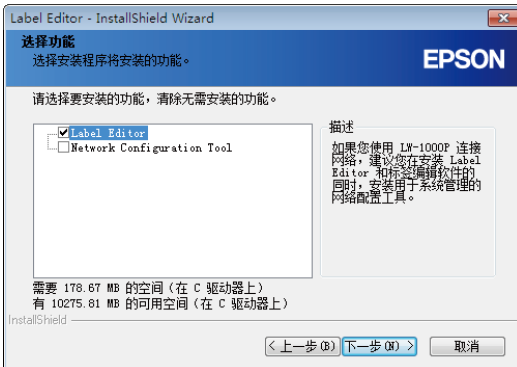 Label Editor - InstallShield Wizard
选择功能
选择安装程序将安装的功能。
EPSON
请选择要安装的功能，清除无需安装的功能。
Label Editor
Network Configuration Tool
描述
如果您使用 LW-1000P 连接
网络，建议您在安装 Label
Editor 和标签编辑软件的
同时，安装用于系统管理的
网络配置工具。
需要 178.67 MB 的空间（在 C 驱动器上）
有 10275.81 MB 的可用空间（在 C 驱动器上）
InstallShield
< 上一步(B)
下一步(N) >
取消